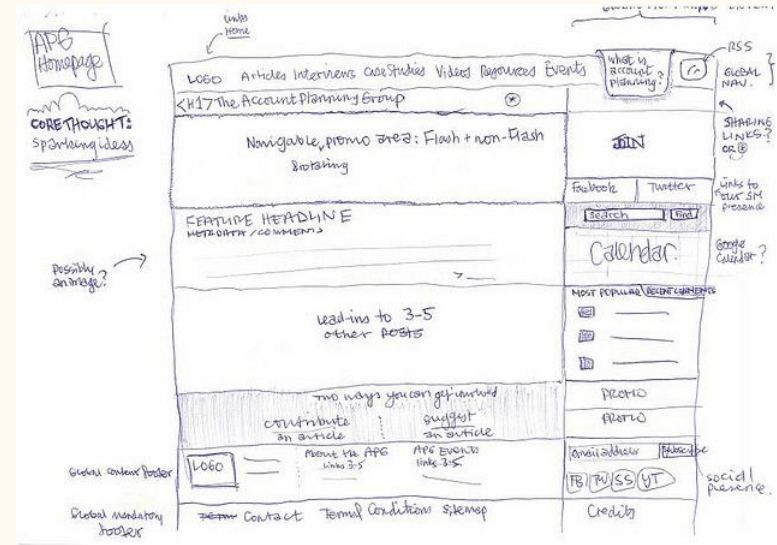 links
Home
APG
Homepage
CORE THOUGHT:
Sparking ideas
LOGO Articles Interviews Case Studies Videos Resources Events
what is
account
planning?
RSS
GLOBAL
NAV.
<H1> The Account Planning Group
SHARING
LINKS?
OR
Navigable, promo area: Flash + non-Flash
& rotating
JOIN
Facebook Twitter
Links to
our SM
presence
Search Find
FEATURE HEADLINE
METADATA / COMMENTS
Calendar
Google
Calendar?
Possibly
an image?
MOST POPULAR RECENT COMMENTS
Lead-ins to 3-5
other posts
Two ways you can get involved
contribute
an article
suggest
an article
PROMO
PROMO
Global content footer
LOGO
About the APG
links 3-5
APG EVENTS
links 3-5.
Email address Subscribe
FB TW SS YT
social
presence.
Global mandatory
footer
Contact Terms Conditions Sitemap
Credits